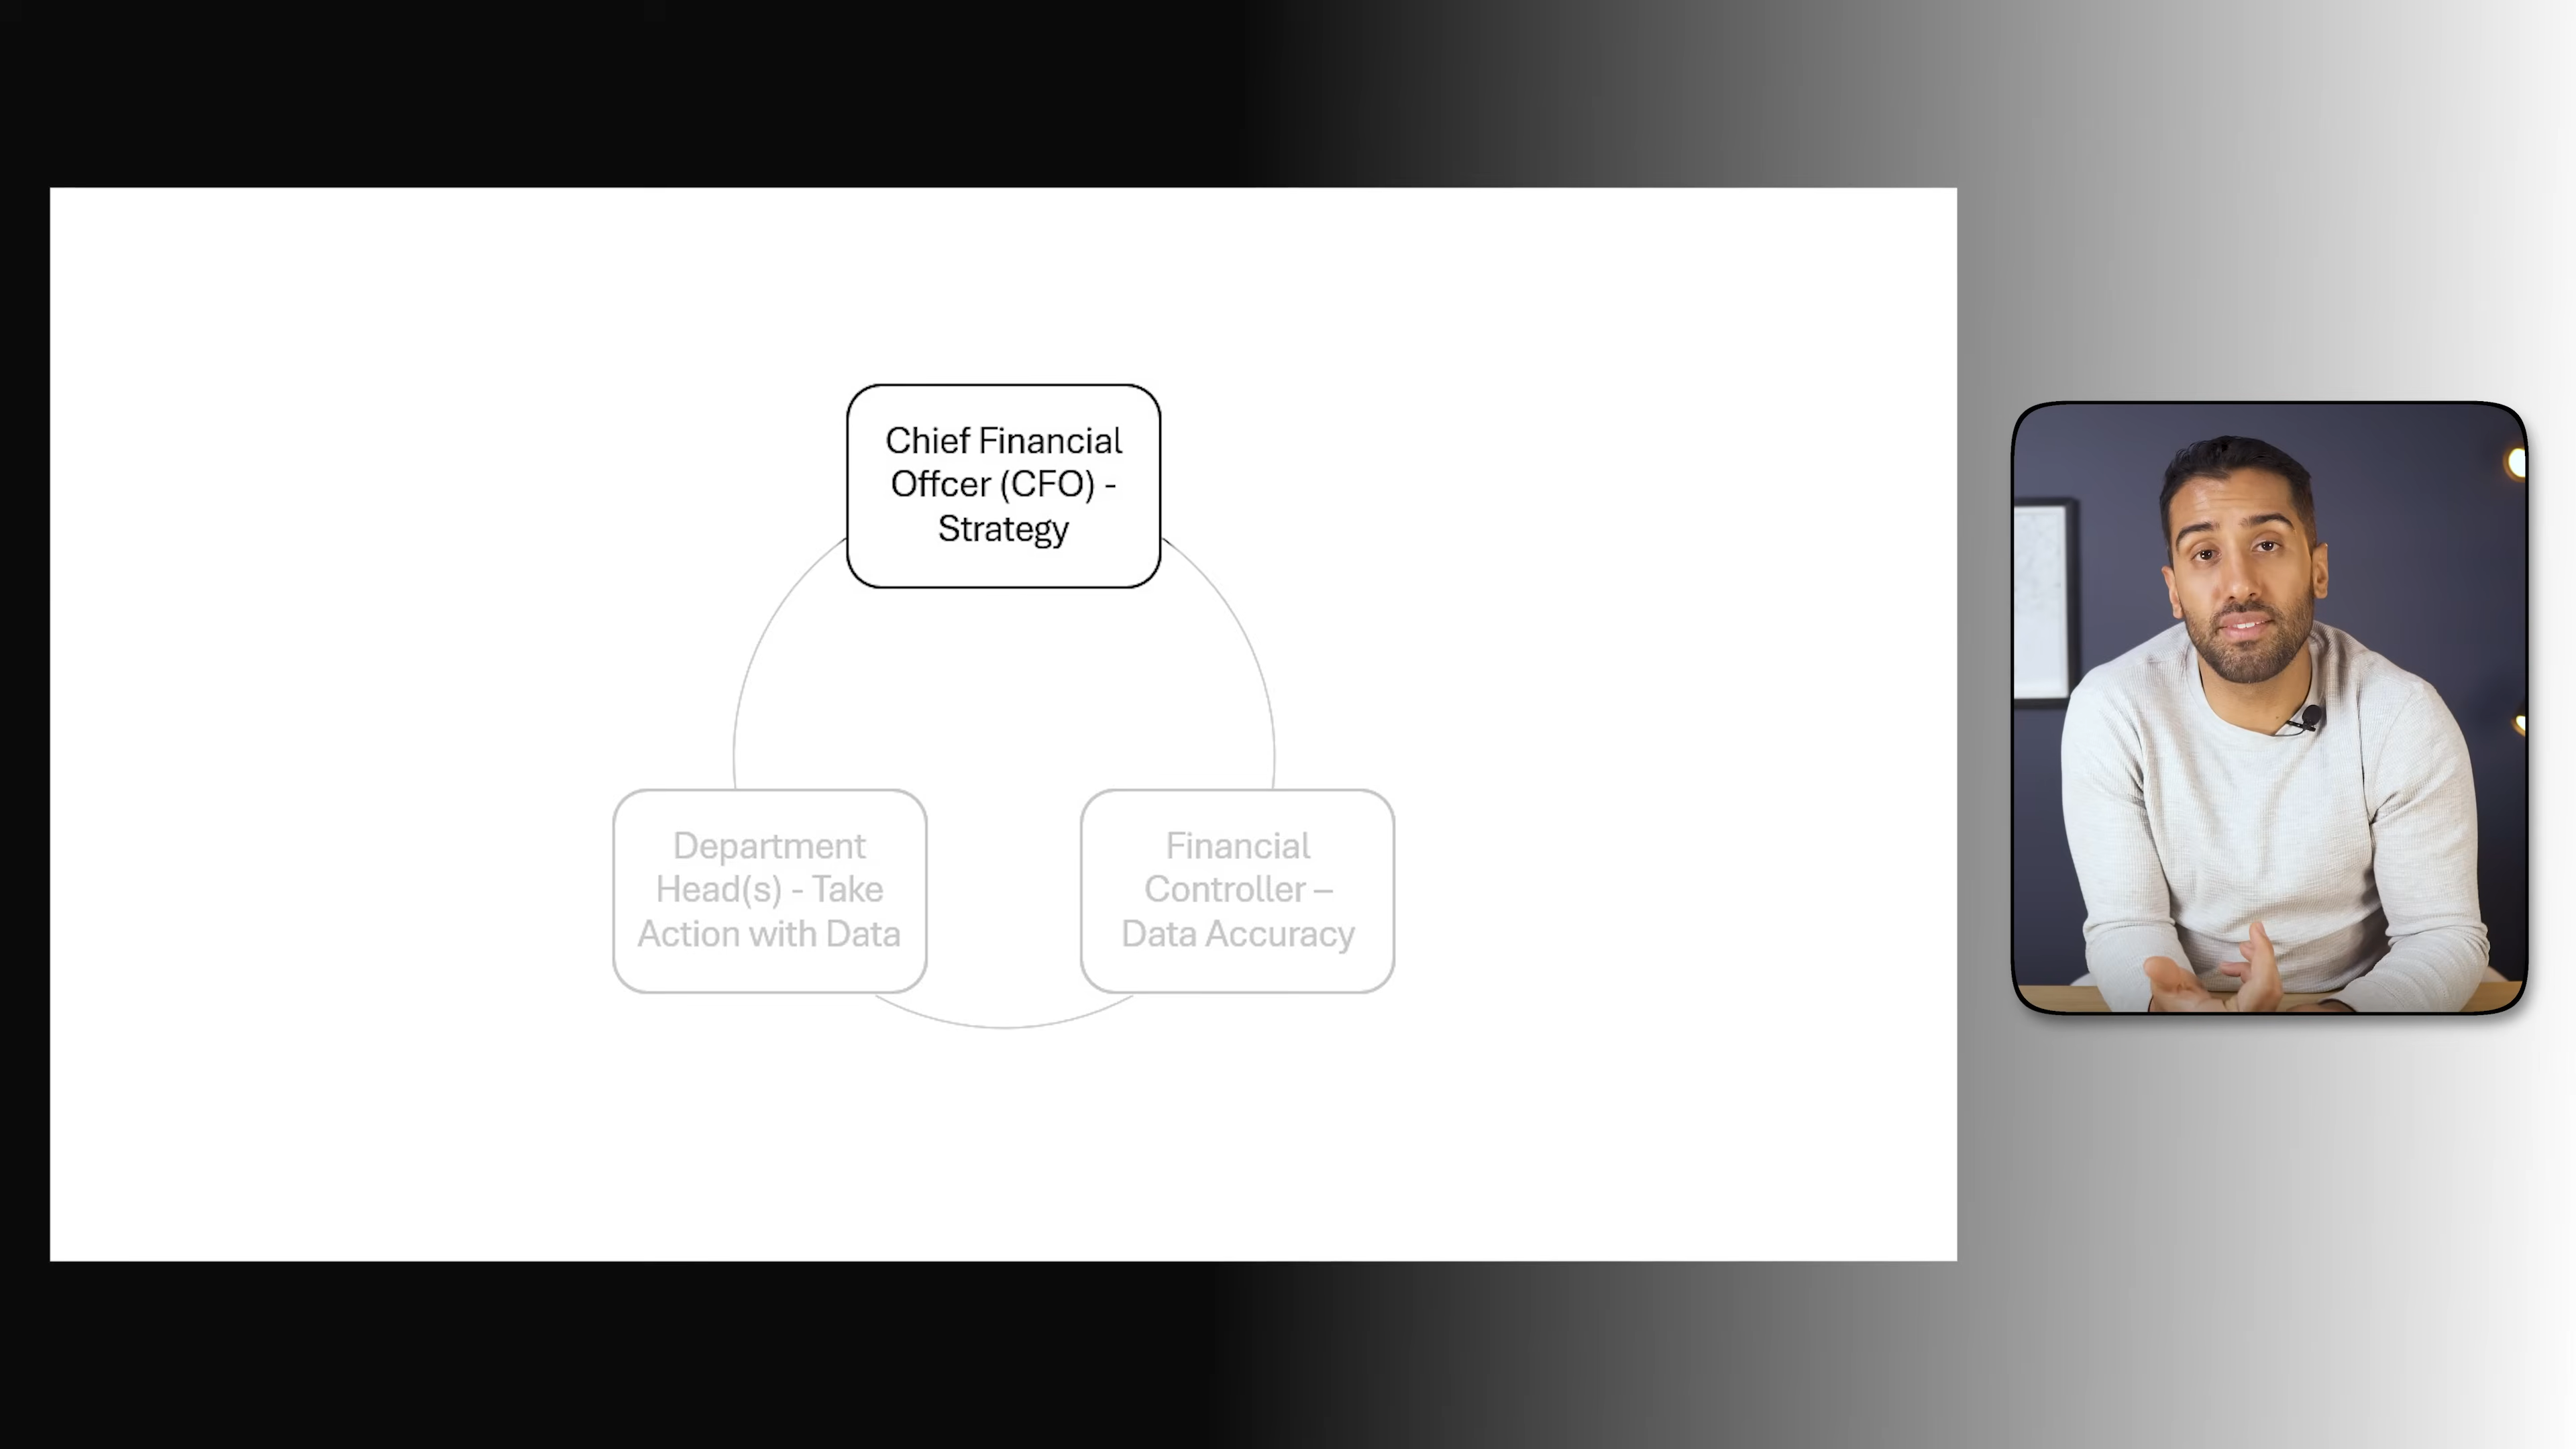 Chief Financial
Offcer (CFO) -
Strategy
Department
Head(s) - Take
Action with Data
Financial
Controller –
Data Accuracy